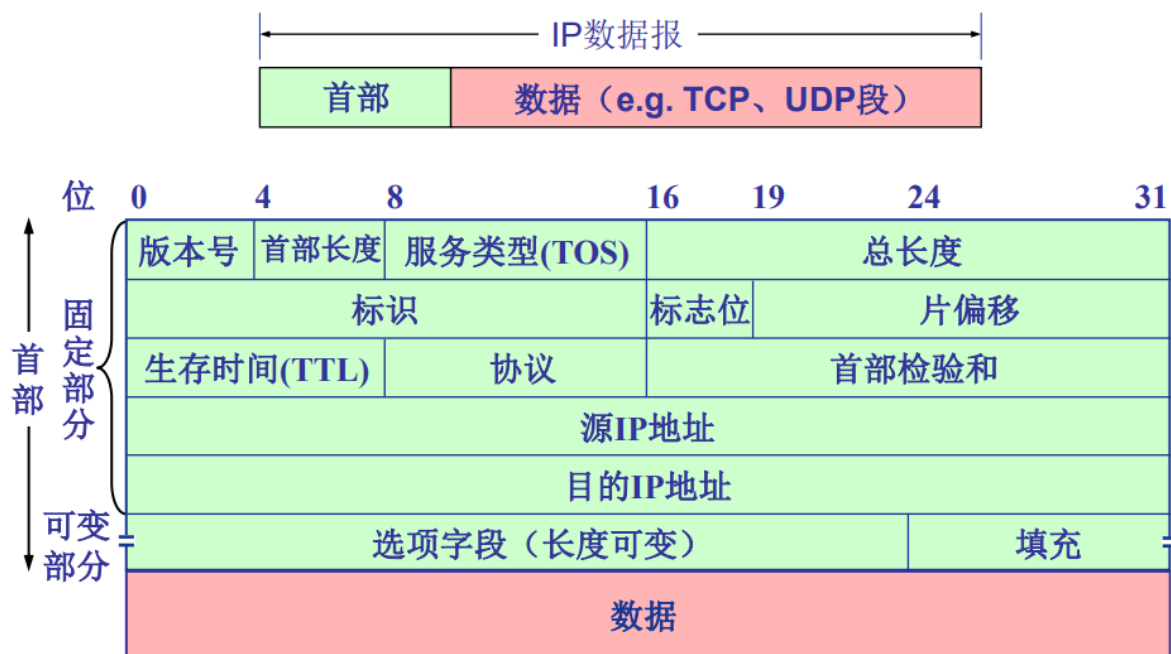 IP数据报
首部 数据（e.g. TCP、UDP段）
位 0 4 8 16 19 24 31
版本号 首部长度 服务类型(TOS) 总长度
标识 标志位 片偏移
生存时间(TTL) 协议 首部检验和
源IP地址
目的IP地址
选项字段（长度可变） 填充
数据
首部
固定部分
可变
部分